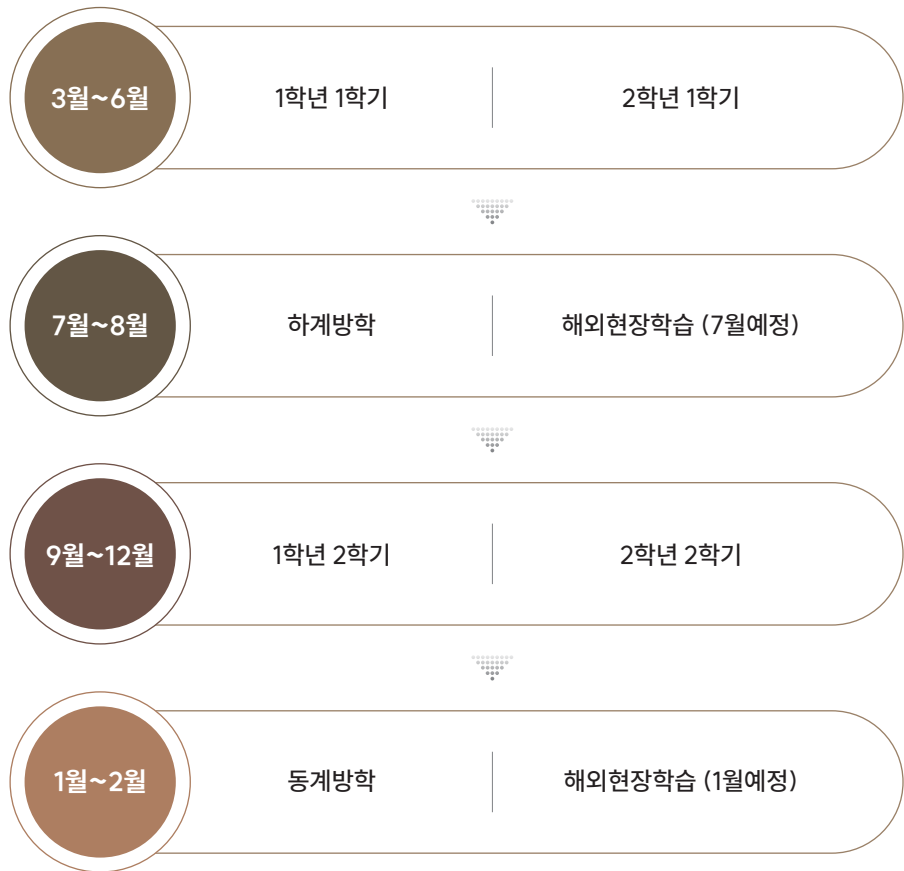 3월~6월
1학년 1학기
2학년 1학기
7월~8월
하계방학
해외현장학습 (7월예정)
9월~12월
1학년 2학기
2학년 2학기
1월~2월
동계방학
해외현장학습 (1월예정)